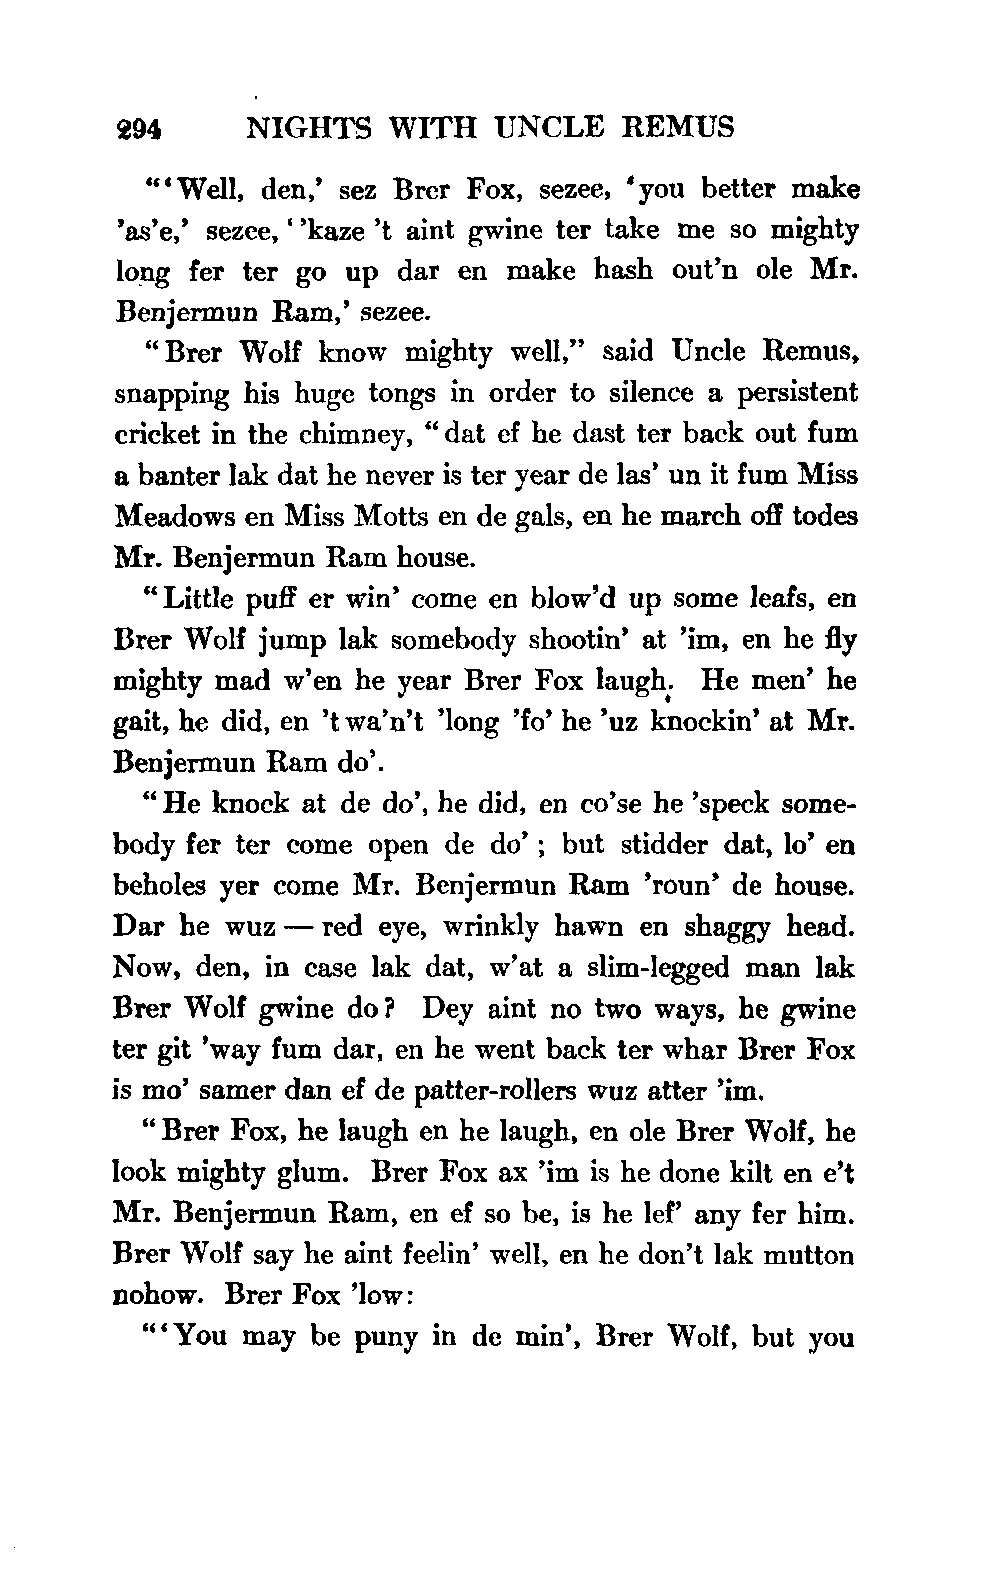 294 NIGHTS WITH UNCLE REMUS
"'Well, den,' sez Brer Fox, sezee, 'you better make
'as'e,' sezee, ' 'kaze 't aint gwine ter take me so mighty
long fer ter go up dar en make hash out'n ole Mr.
Benjermun Ram,' sezee.
"Brer Wolf know mighty well," said Uncle Remus,
snapping his huge tongs in order to silence a persistent
cricket in the chimney, "dat ef he dast ter back out fum
a banter lak dat he never is ter year de las' un it fum Miss
Meadows en Miss Motts en de gals, en he march off todes
Mr. Benjermun Ram house.
"Little puff er win' come en blow'd up some leafs, en
Brer Wolf jump lak somebody shootin' at 'im, en he fly
mighty mad w'en he year Brer Fox laugh. He men' he
gait, he did, en 't wa'n't 'long 'fo' he 'uz knockin' at Mr.
Benjermun Ram do'.
"He knock at de do', he did, en co'se he 'speck some-
body fer ter come open de do' ; but stidder dat, lo' en
beholes yer come Mr. Benjermun Ram 'roun' de house.
Dar he wuz — red eye, wrinkly hawn en shaggy head.
Now, den, in case lak dat, w'at a slim-legged man lak
Brer Wolf gwine do? Dey aint no two ways, he gwine
ter git 'way fum dar, en he went back ter whar Brer Fox
is mo' samer dan ef de patter-rollers wuz atter 'im.
"Brer Fox, he laugh en he laugh, en ole Brer Wolf, he
look mighty glum. Brer Fox ax 'im is he done kilt en e't
Mr. Benjermun Ram, en ef so be, is he lef' any fer him.
Brer Wolf say he aint feelin' well, en he don't lak mutton
nohow. Brer Fox 'low:
"'You may be puny in de min', Brer Wolf, but you